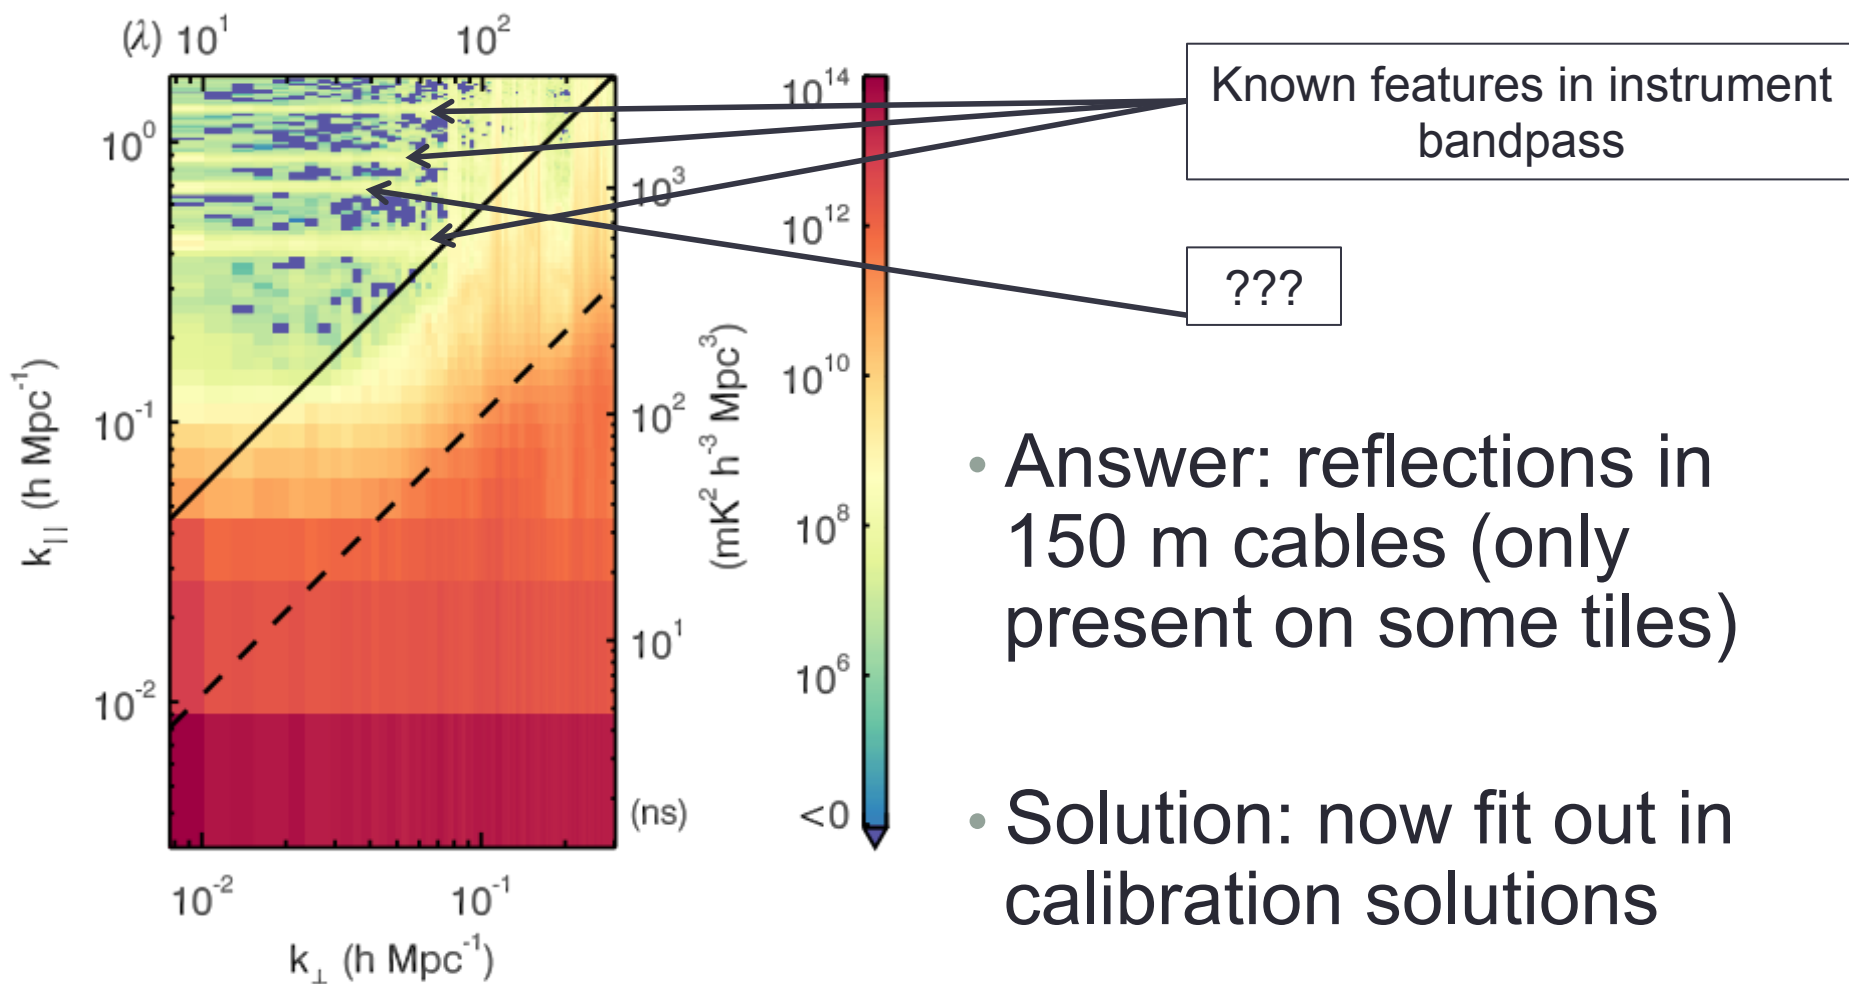 (λ) 10¹ 10²
10⁰
10⁻¹
10⁻²
k|| (h Mpc⁻¹)
10³
10²
10¹
(ns)
10⁻² 10⁻¹
k⊥ (h Mpc⁻¹)
10¹⁴
10¹²
10¹⁰
10⁸
10⁶
<0
(mK² h⁻³ Mpc³)
Known features in instrument
bandpass
???
• Answer: reflections in
150 m cables (only
present on some tiles)
• Solution: now fit out in
calibration solutions